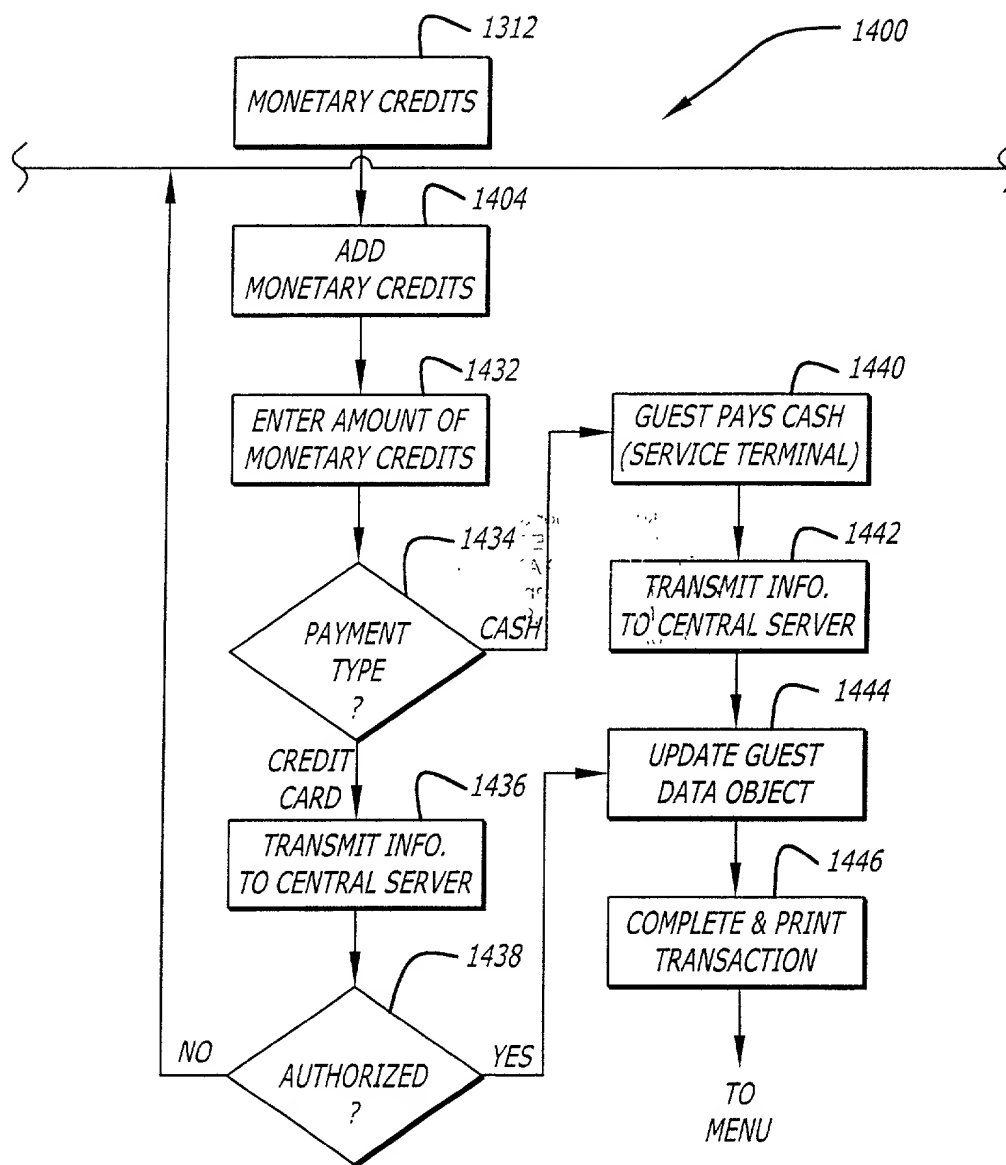 1312
1400
MONETARY CREDITS
1404
ADD
MONETARY CREDITS
1432
ENTER AMOUNT OF
MONETARY CREDITS
1440
GUEST PAYS CASH
(SERVICE TERMINAL)
1434
PAYMENT
TYPE
?
CASH
1442
TRANSMIT INFO.
TO CENTRAL SERVER
CREDIT
CARD
1436
TRANSMIT INFO.
TO CENTRAL SERVER
1444
UPDATE GUEST
DATA OBJECT
1438
AUTHORIZED
?
NO
YES
1446
COMPLETE & PRINT
TRANSACTION
TO
MENU